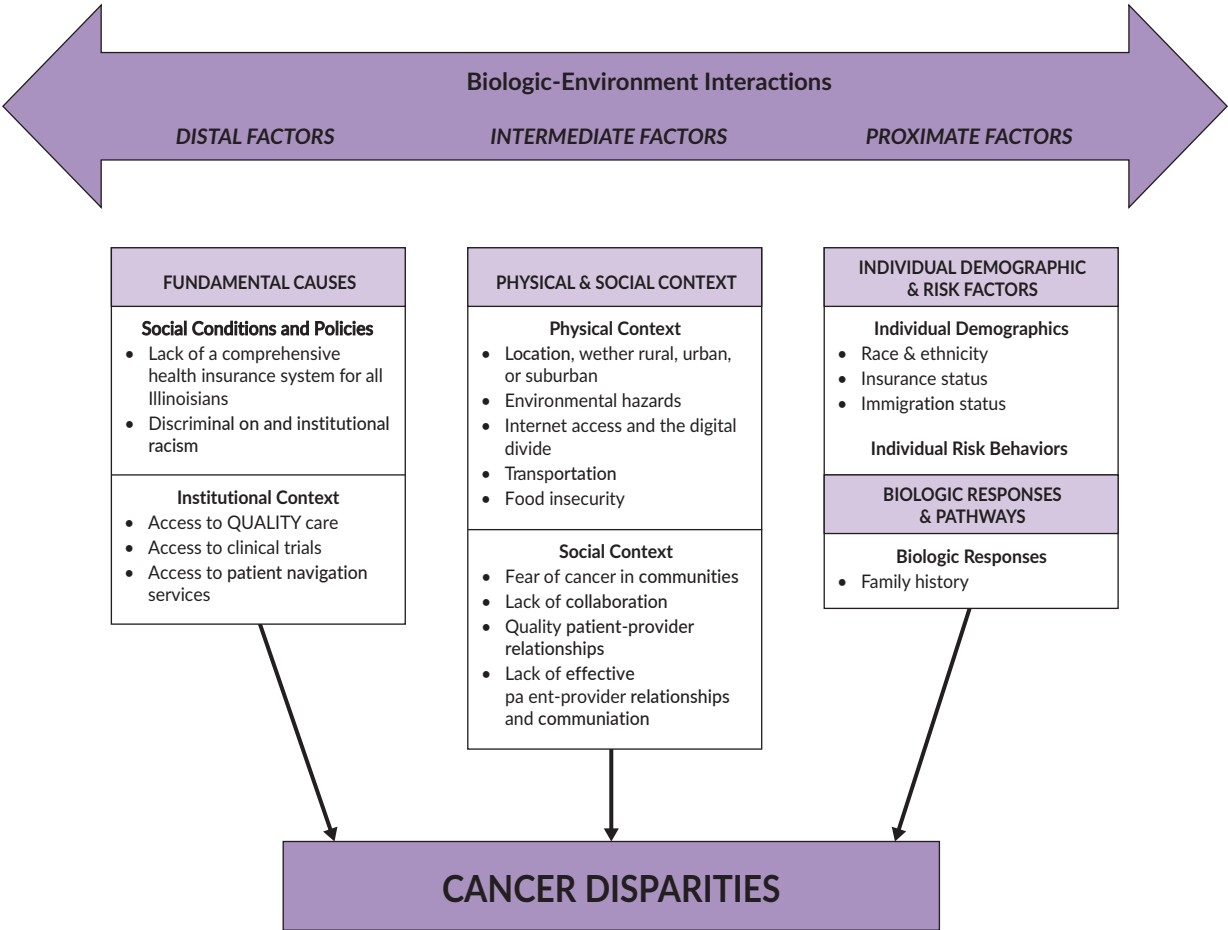 Biologic-Environment Interactions
DISTAL FACTORS
INTERMEDIATE FACTORS
PROXIMATE FACTORS
FUNDAMENTAL CAUSES
Social Conditions and Policies
• Lack of a comprehensive
health insurance system for all
Illinoisians
• Discriminal on and institutional
racism
Institutional Context
• Access to QUALITY care
• Access to clinical trials
• Access to patient navigation
services
PHYSICAL & SOCIAL CONTEXT
Physical Context
• Location, wether rural, urban,
or suburban
• Environmental hazards
• Internet access and the digital
divide
• Transportation
• Food insecurity
Social Context
• Fear of cancer in communities
• Lack of collaboration
• Quality patient-provider
relationships
• Lack of effective
pa ent-provider relationships
and communiation
INDIVIDUAL DEMOGRAPHIC
& RISK FACTORS
Individual Demographics
• Race & ethnicity
• Insurance status
• Immigration status
Individual Risk Behaviors
BIOLOGIC RESPONSES
& PATHWAYS
Biologic Responses
• Family history
CANCER DISPARITIES